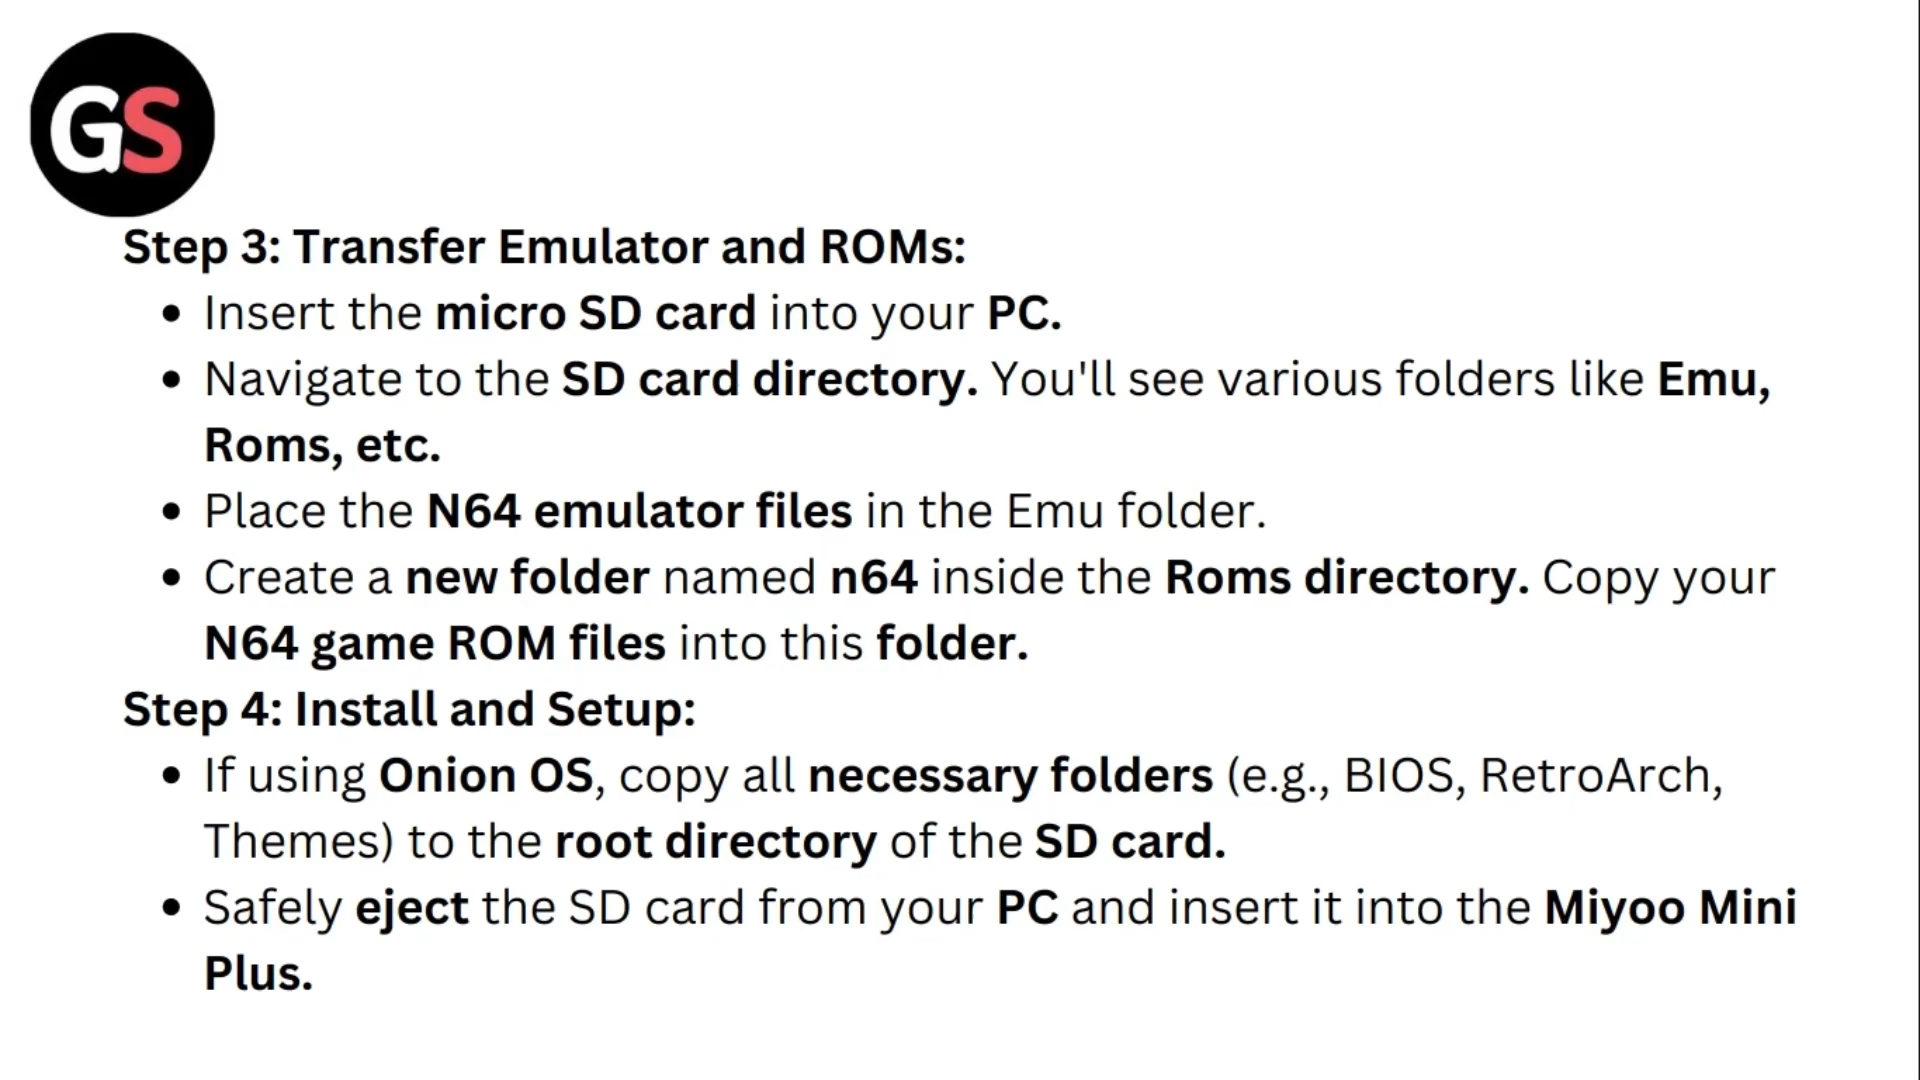 GS
Step 3: Transfer Emulator and ROMs:
• Insert the micro SD card into your PC.
• Navigate to the SD card directory. You'll see various folders like Emu,
Roms, etc.
• Place the N64 emulator files in the Emu folder.
• Create a new folder named n64 inside the Roms directory. Copy your
N64 game ROM files into this folder.
Step 4: Install and Setup:
• If using Onion OS, copy all necessary folders (e.g., BIOS, RetroArch,
Themes) to the root directory of the SD card.
• Safely eject the SD card from your PC and insert it into the Miyoo Mini
Plus.